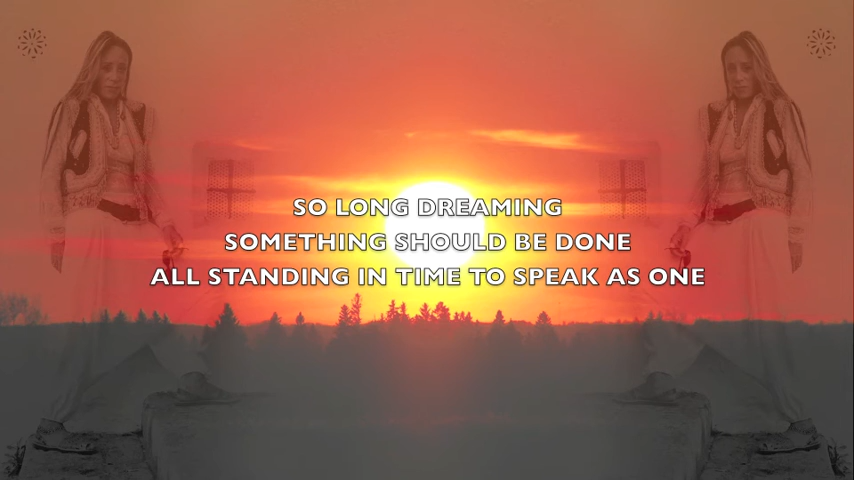 SO LONG DREAMING
SOMETHING SHOULD BE DONE
ALL STANDING IN TIME TO SPEAK AS ONE